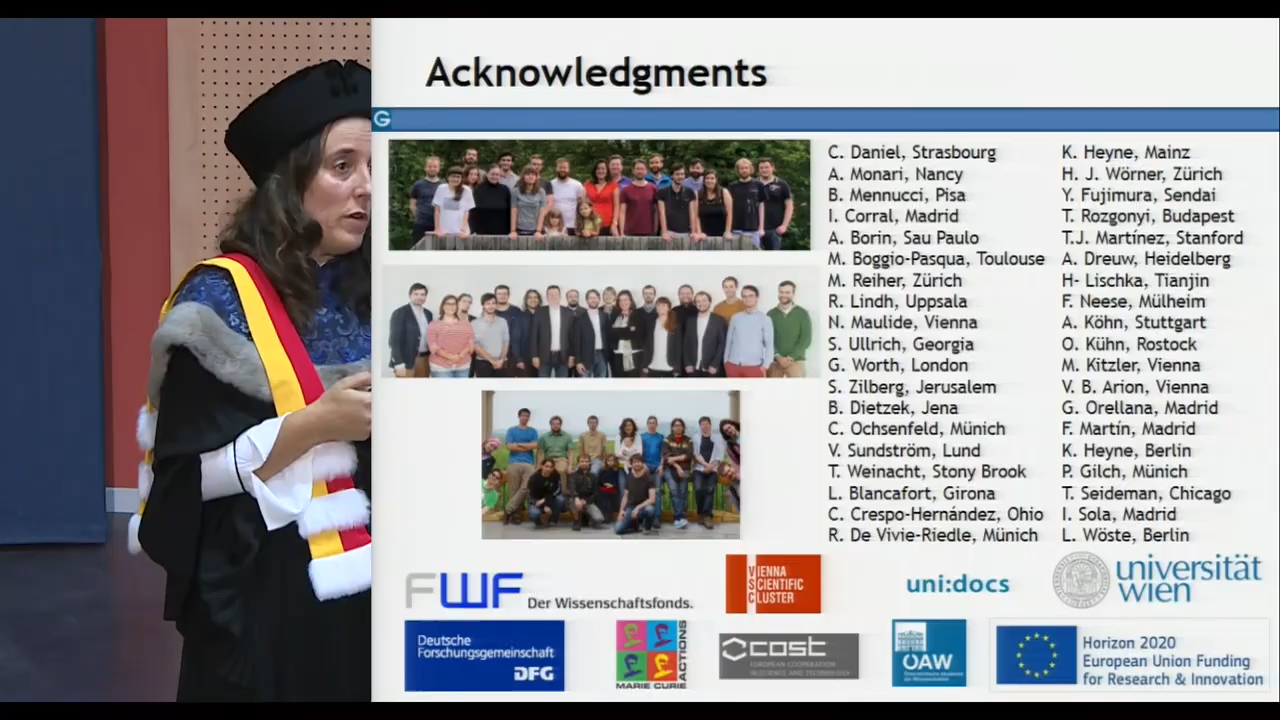 Acknowledgments
G
C. Daniel, Strasbourg
A. Monari, Nancy
B. Mennucci, Pisa
I. Corral, Madrid
A. Borin, Sau Paulo
M. Boggio-Pasqua, Toulouse
M. Reiher, Zürich
R. Lindh, Uppsala
N. Maulide, Vienna
S. Ullrich, Georgia
G. Worth, London
S. Zilberg, Jerusalem
B. Dietzek, Jena
C. Ochsenfeld, Münich
V. Sundström, Lund
T. Weinacht, Stony Brook
L. Blancafort, Girona
C. Crespo-Hernández, Ohio
R. De Vivie-Riedle, Münich
K. Heyne, Mainz
H. J. Wörner, Zürich
Y. Fujimura, Sendai
T. Rozgonyi, Budapest
T.J. Martínez, Stanford
A. Dreuw, Heidelberg
H- Lischka, Tianjin
F. Neese, Mülheim
A. Köhn, Stuttgart
O. Kühn, Rostock
M. Kitzler, Vienna
V. B. Arion, Vienna
G. Orellana, Madrid
F. Martín, Madrid
K. Heyne, Berlin
P. Gilch, Münich
T. Seideman, Chicago
I. Sola, Madrid
L. Wöste, Berlin
FWF Der Wissenschaftsfonds.
VIENNA
SCIENTIFIC
CLUSTER
uni:docs
universität
wien
Deutsche
Forschungsgemeinschaft
DFG
MARIE CURIE ACTIONS
cost
EUROPEAN COOPERATION
IN SCIENCE AND TECHNOLOGY
ÖAW
Horizon 2020
European Union Funding
for Research & Innovation